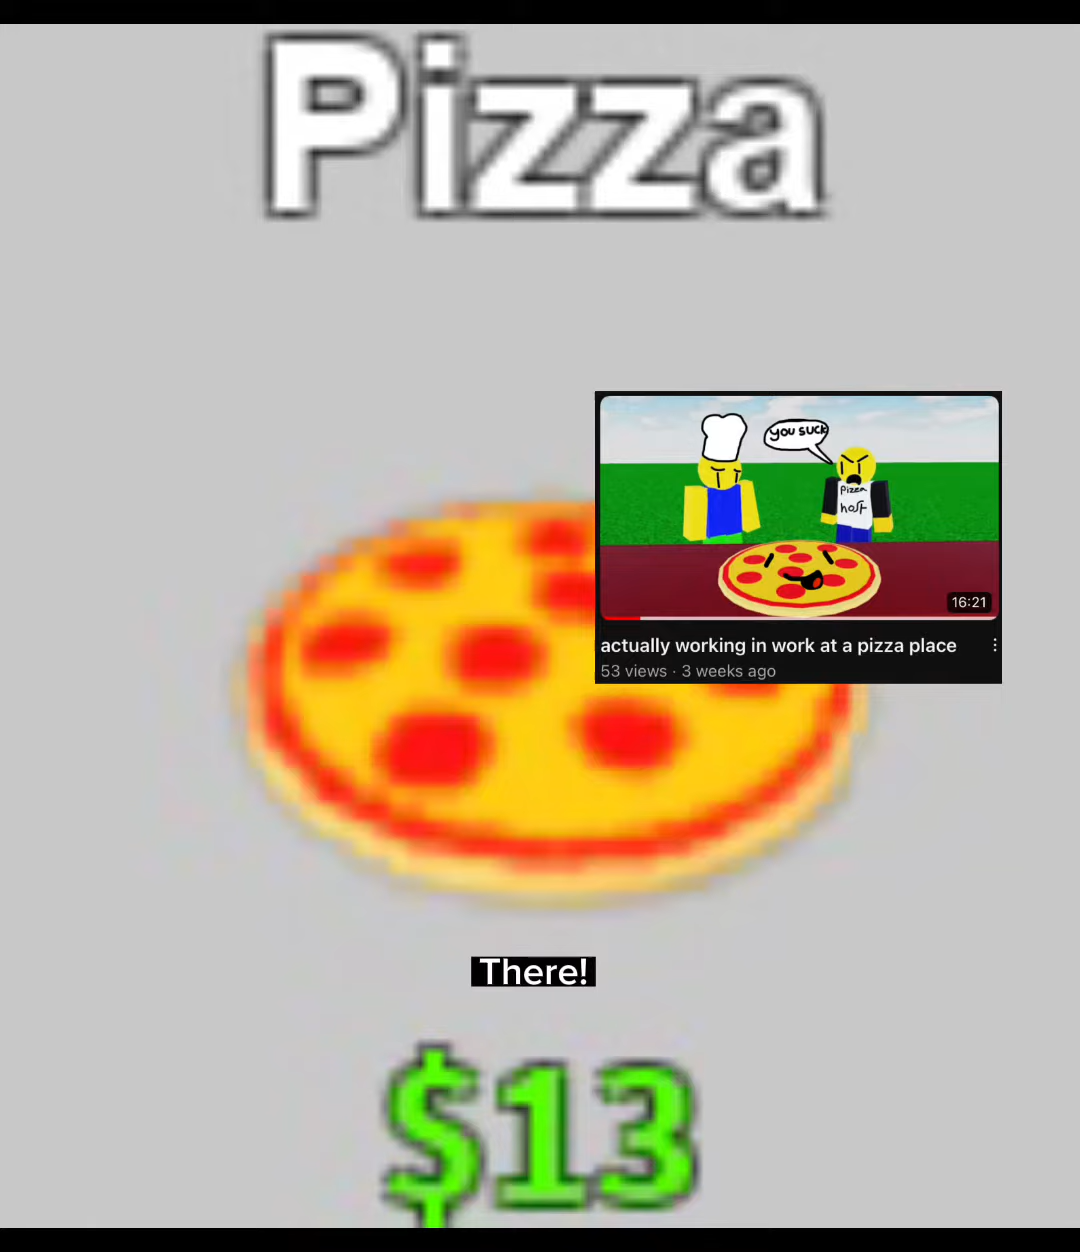 Pizza
you suck
Pizza
host
16:21
actually working in work at a pizza place
53 views · 3 weeks ago
There!
$13